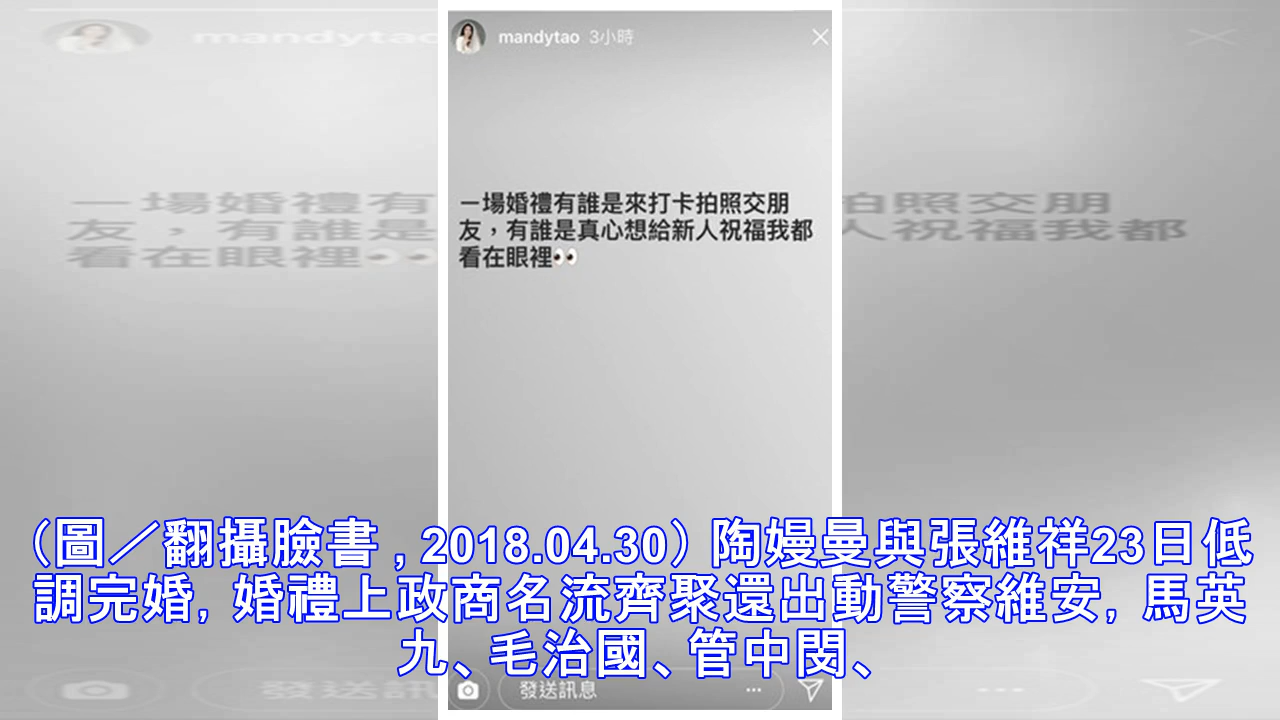 mandytao 3小時
一場婚禮有誰是來打卡拍照交朋
友，有誰是真心想給新人祝福我都
看在眼裡👀
（圖／翻攝臉書 , 2018.04.30）陶嫚曼與張維祥23日低
調完婚, 婚禮上政商名流齊聚還出動警察維安, 馬英
九、毛治國、管中閔、
發送訊息